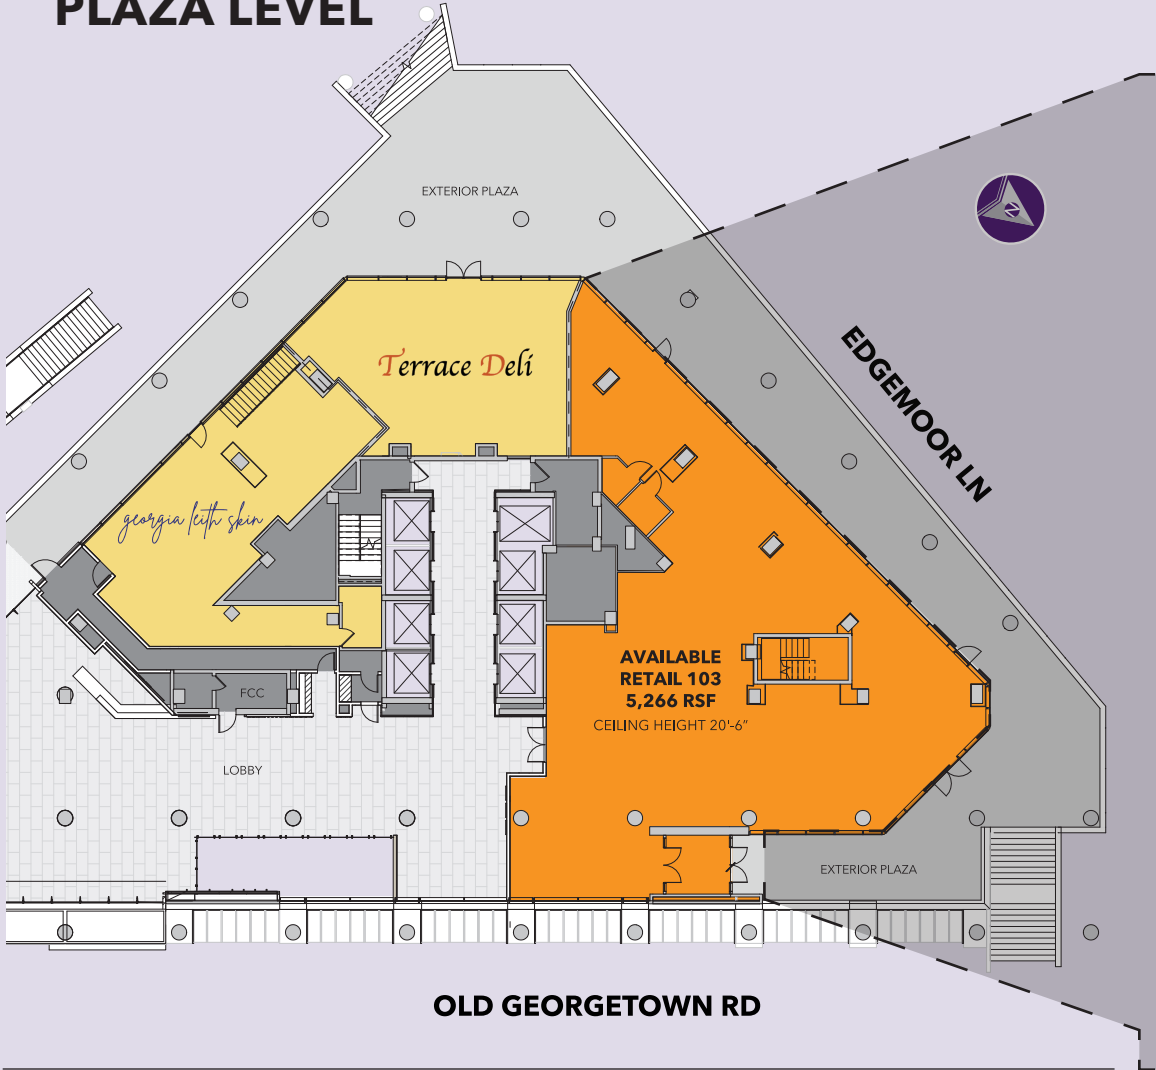 PLAZA LEVEL
EXTERIOR PLAZA
N
EDGEMOOR LN
Terrace Deli
georgia leith skin
AVAILABLE
RETAIL 103
5,266 RSF
CEILING HEIGHT 20'-6"
FCC
LOBBY
EXTERIOR PLAZA
OLD GEORGETOWN RD